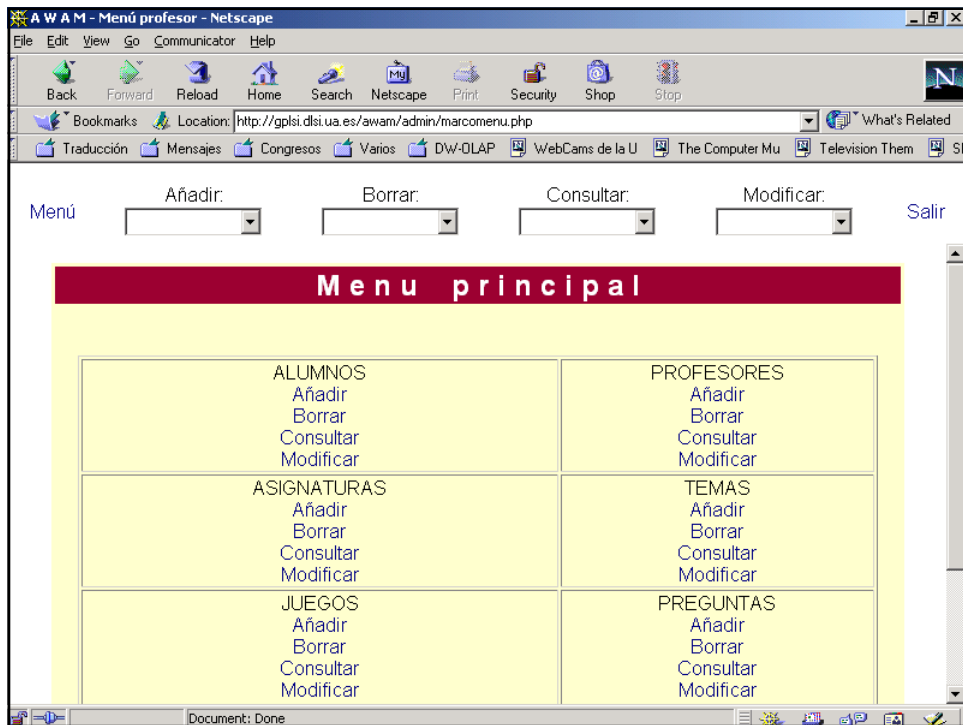 A W A M - Menú profesor - Netscape
File Edit View Go Communicator Help
My
N
Back Forward Reload Home Search Netscape Print Security Shop Stop
Bookmarks Location: http://gplsi.dlsi.ua.es/awam/admin/marcomenu.php What's Related
Traducción Mensajes Congresos Varios DW-OLAP WebCams de la U The Computer Mu Television Them
Añadir: Borrar: Consultar: Modificar:
Menú Salir
Menu principal
ALUMNOS PROFESORES
Añadir Añadir
Borrar Borrar
Consultar Consultar
Modificar Modificar
ASIGNATURAS TEMAS
Añadir Añadir
Borrar Borrar
Consultar Consultar
Modificar Modificar
JUEGOS PREGUNTAS
Añadir Añadir
Borrar Borrar
Consultar Consultar
Modificar Modificar
Document: Done